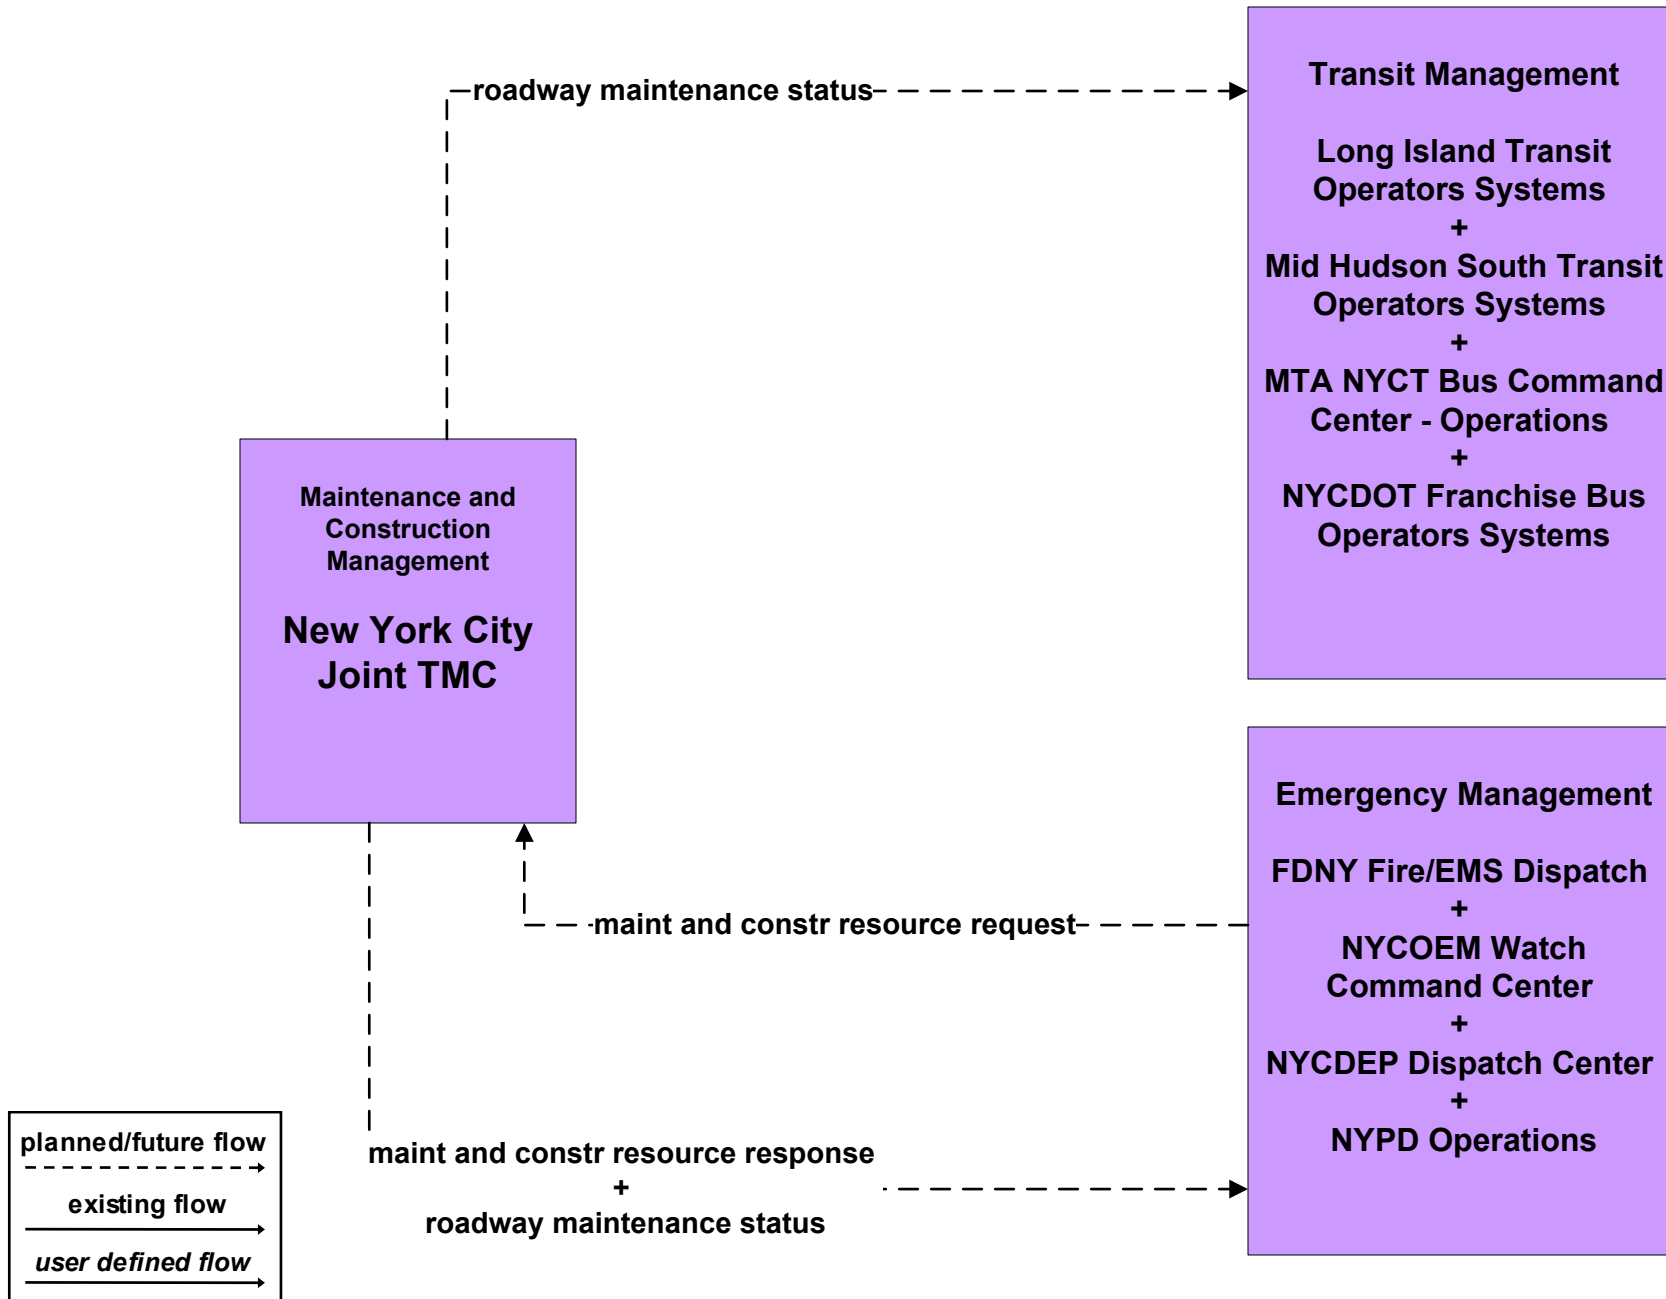 roadway maintenance status
Transit Management
Long Island Transit
Operators Systems
+
Mid Hudson South Transit
Operators Systems
+
MTA NYCT Bus Command
Center - Operations
+
NYCDOT Franchise Bus
Operators Systems
Maintenance and
Construction
Management
New York City
Joint TMC
Emergency Management
FDNY Fire/EMS Dispatch
+
NYCOEM Watch
Command Center
+
NYCDEP Dispatch Center
+
NYPD Operations
maint and constr resource request
maint and constr resource response
+
roadway maintenance status
planned/future flow
existing flow
user defined flow